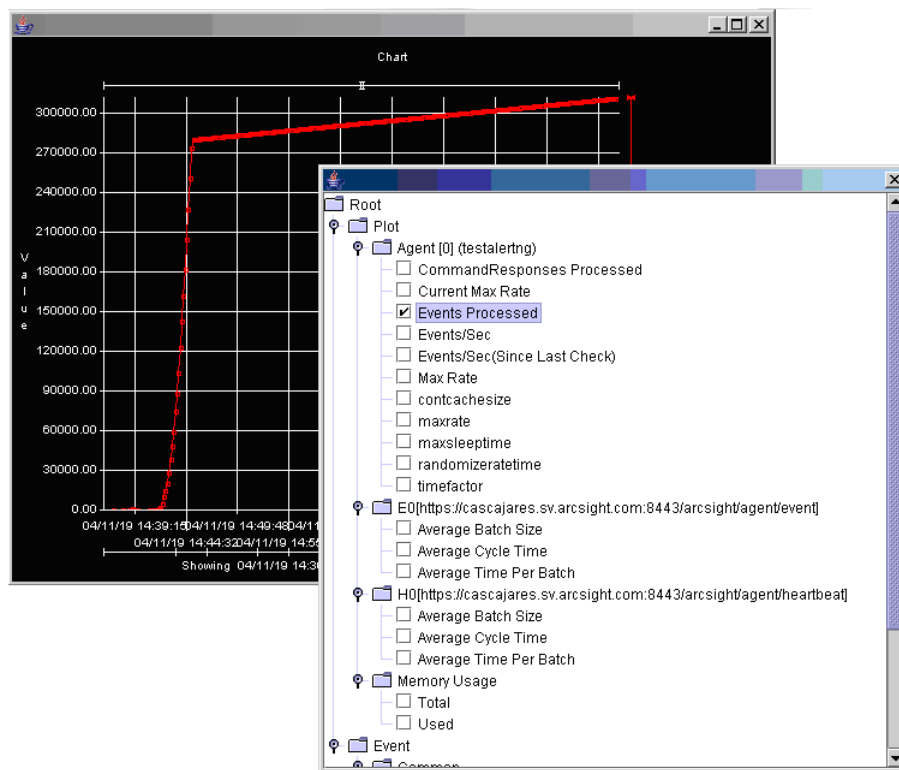 Chart
300000.00
270000.00
240000.00
210000.00
180000.00
150000.00
120000.00
90000.00
60000.00
30000.00
0.00
Value
04/11/19 14:39:15
04/11/19 14:49:48
04/11/19 14:44:32
Showing 04/11/19
Root
Plot
Agent [0] (testalertng)
CommandResponses Processed
Current Max Rate
Events Processed
Events/Sec
Events/Sec(Since Last Check)
Max Rate
contcachesize
maxrate
maxsleeptime
randomizeratetime
timefactor
E0[https://cascajares.sv.arcsight.com:8443/arcsight/agent/event]
Average Batch Size
Average Cycle Time
Average Time Per Batch
H0[https://cascajares.sv.arcsight.com:8443/arcsight/agent/heartbeat]
Average Batch Size
Average Cycle Time
Average Time Per Batch
Memory Usage
Total
Used
Event
Common